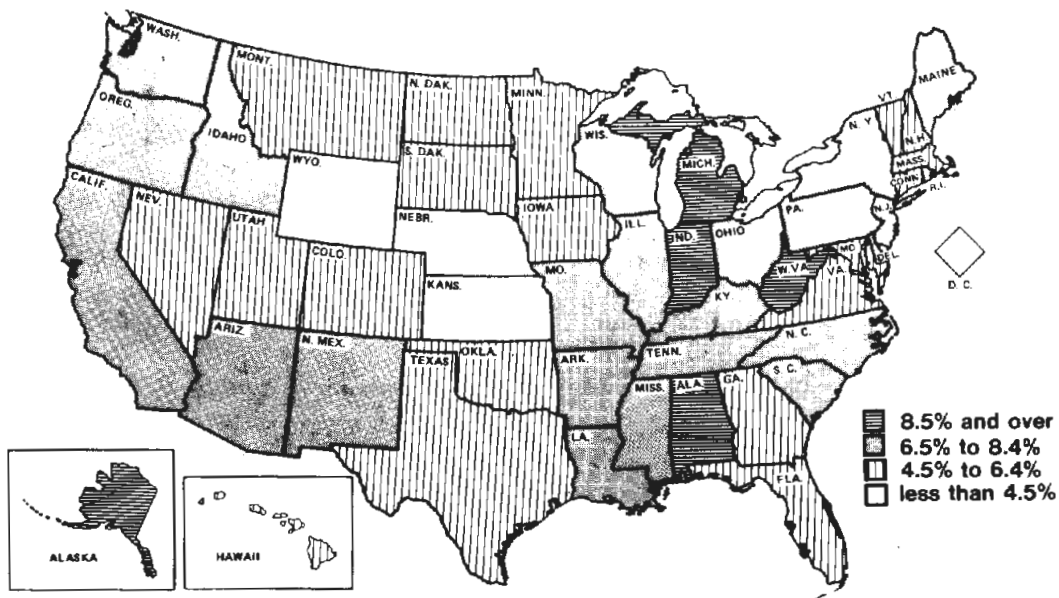 WASH.
MONT.
N. DAK.
MINN.
OREG.
IDAHO
S. DAK.
WIS.
MICH.
WYO.
IOWA
NEBR.
N. Y.
VT.
N.H.
MAINE
MASS.
CONN.
R.I.
CALIF.
NEV.
UTAH
COLO.
KANS.
MO.
ILL.
IND.
OHIO
PA.
N.J.
MD.
DEL.
W.VA.
VA.
D. C.
KY.
N. C.
TENN.
S. C.
ARIZ.
N. MEX.
TEXAS
OKLA.
ARK.
MISS.
ALA.
GA.
LA.
FLA.
8.5% and over
6.5% to 8.4%
4.5% to 6.4%
less than 4.5%
ALASKA
HAWAII